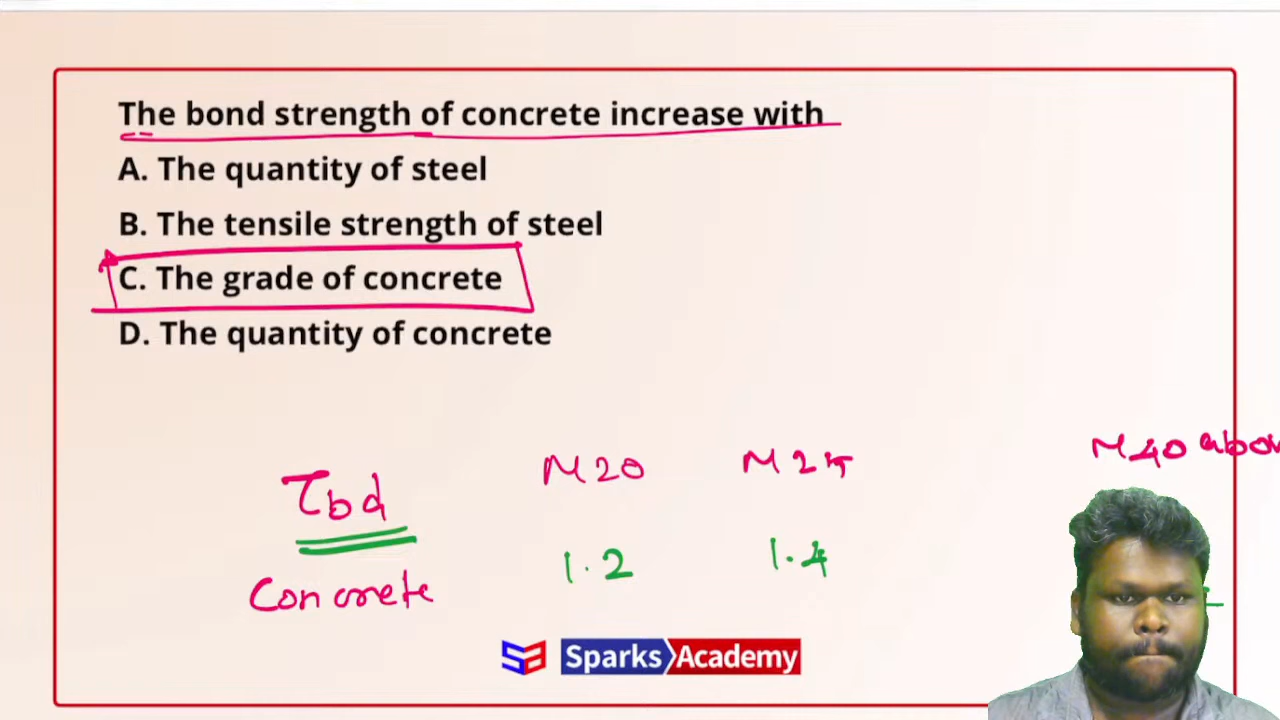 The bond strength of concrete increase with
A. The quantity of steel
B. The tensile strength of steel
C. The grade of concrete
D. The quantity of concrete
τbd M20 M25 M40 abov
Concrete 1.2 1.4
Sparks Academy